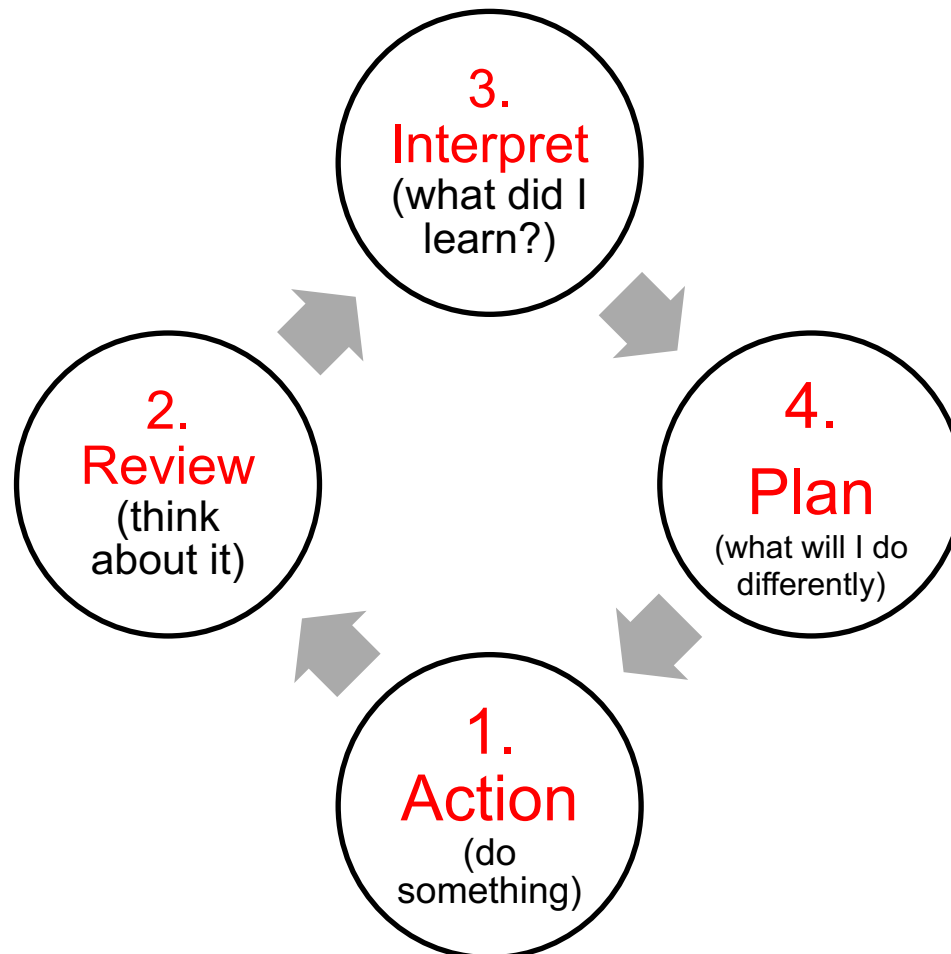 3.
Interpret
(what did I
learn?)
2.
Review
(think
about it)
4.
Plan
(what will I do
differently)
1.
Action
(do
something)